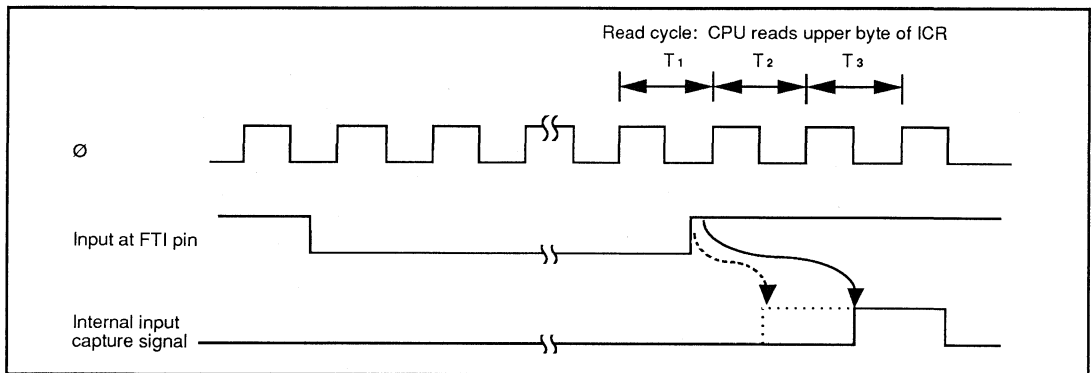 Read cycle: CPU reads upper byte of ICR
T1 T2 T3
Ø
Input at FTI pin
Internal input
capture signal